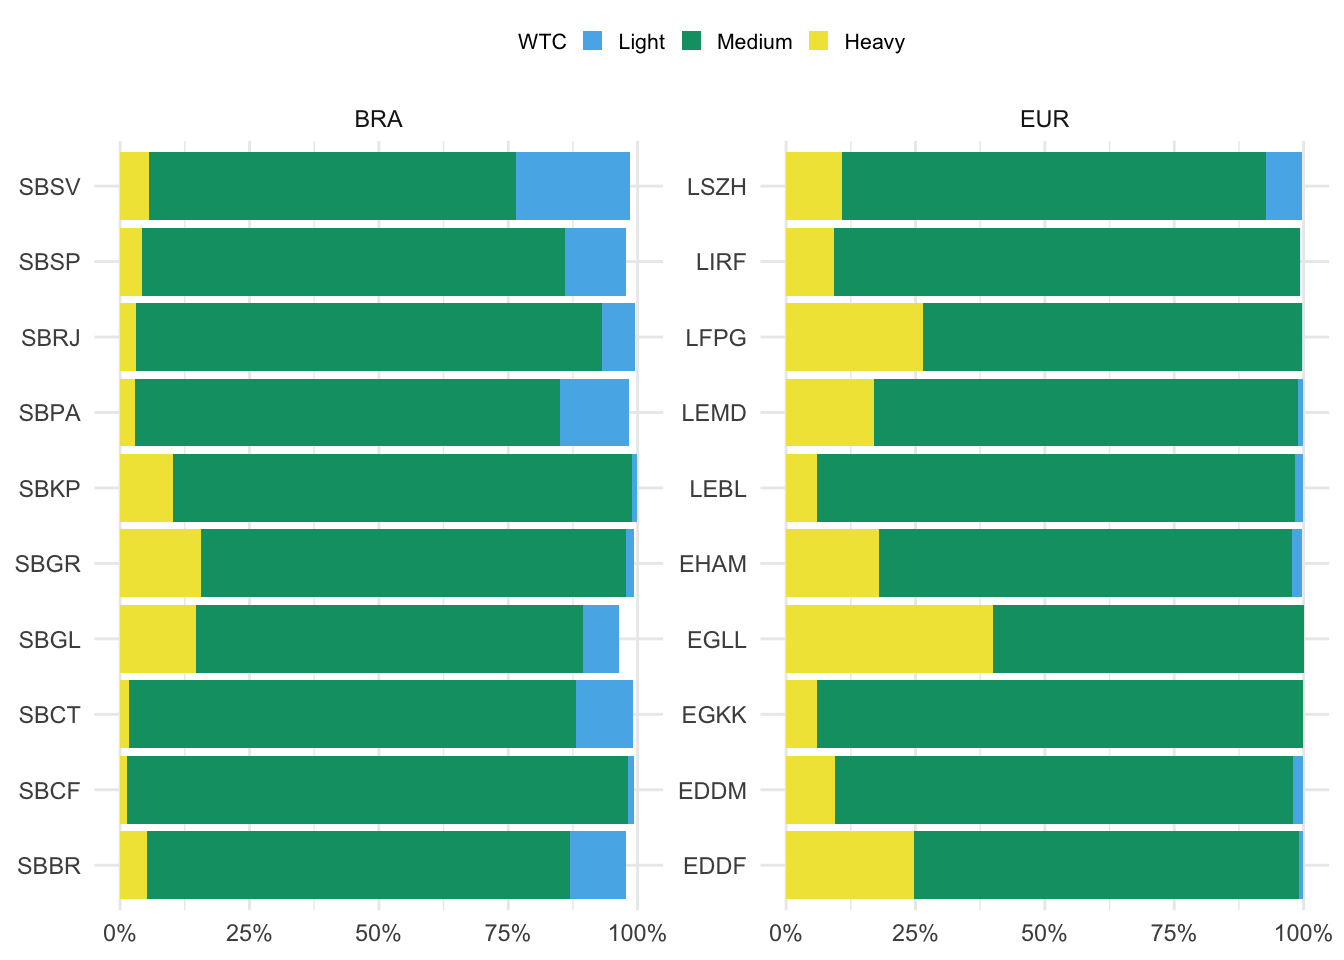 WTC Light Medium Heavy
BRA
EUR
SBSV
SBSP
SBRJ
SBPA
SBKP
SBGR
SBGL
SBCT
SBCF
SBBR
0% 25% 50% 75% 100%
LSZH
LIRF
LFPG
LEMD
LEBL
EHAM
EGLL
EGKK
EDDM
EDDF
0% 25% 50% 75% 100%